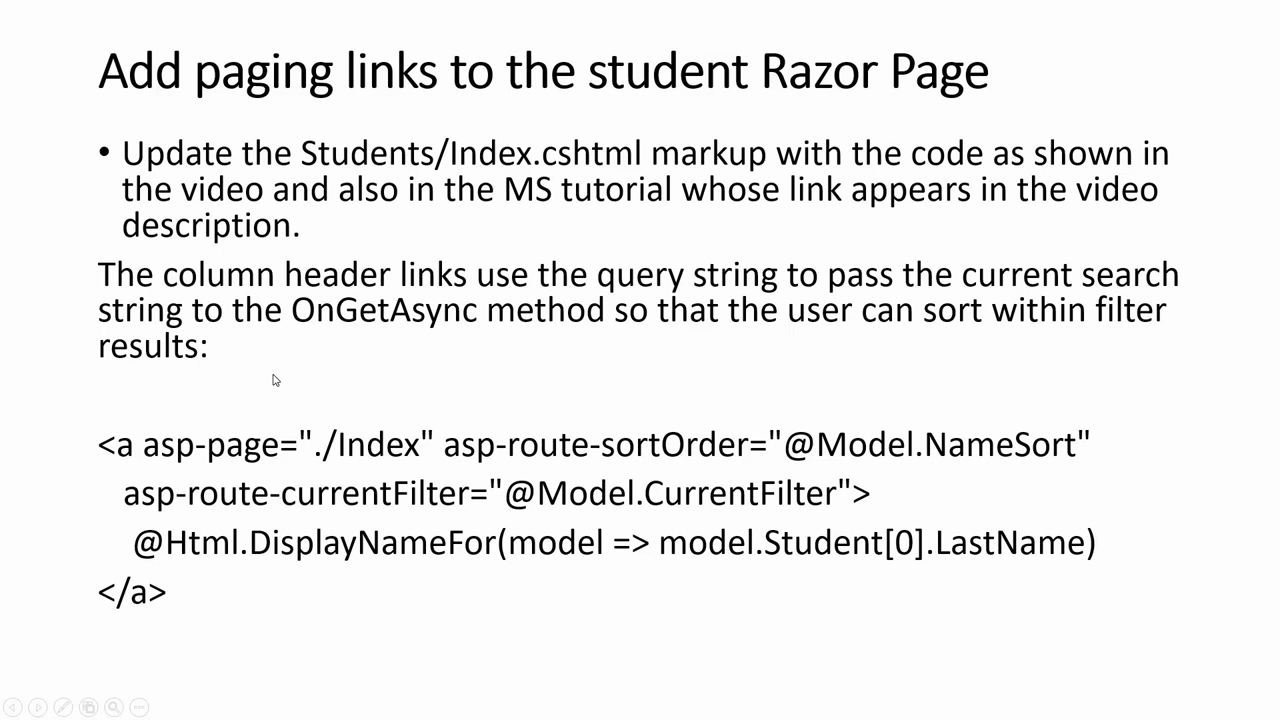 Add paging links to the student Razor Page
• Update the Students/Index.cshtml markup with the code as shown in
the video and also in the MS tutorial whose link appears in the video
description.
The column header links use the query string to pass the current search
string to the OnGetAsync method so that the user can sort within filter
results:
<a asp-page="./Index" asp-route-sortOrder="@Model.NameSort"
asp-route-currentFilter="@Model.CurrentFilter">
@Html.DisplayNameFor(model => model.Student[0].LastName)
</a>